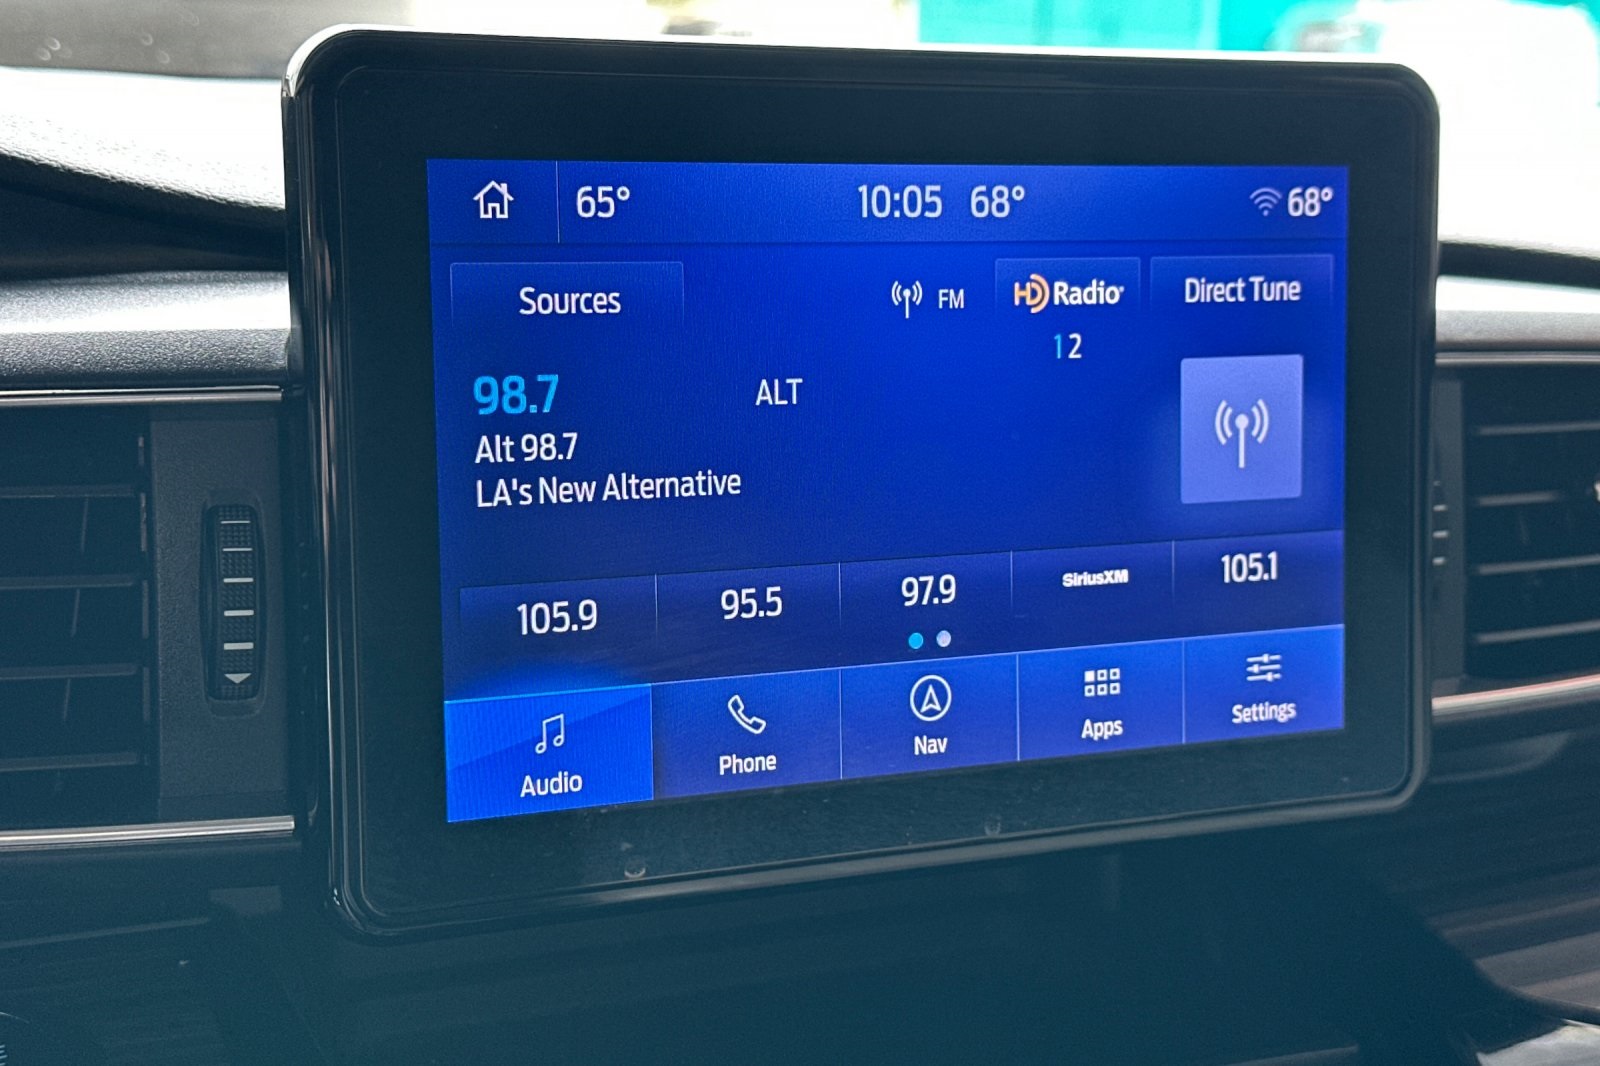 65° 10:05 68° 68°
Sources FM HD Radio Direct Tune
1 2
98.7 ALT
Alt 98.7
LA's New Alternative
105.9 95.5 97.9 SiriusXM 105.1
Audio Phone Nav Apps Settings